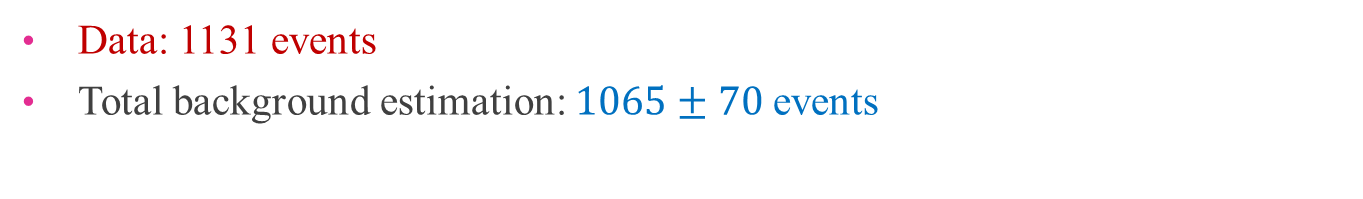 • Data: 1131 events
• Total background estimation: 1065 ± 70 events